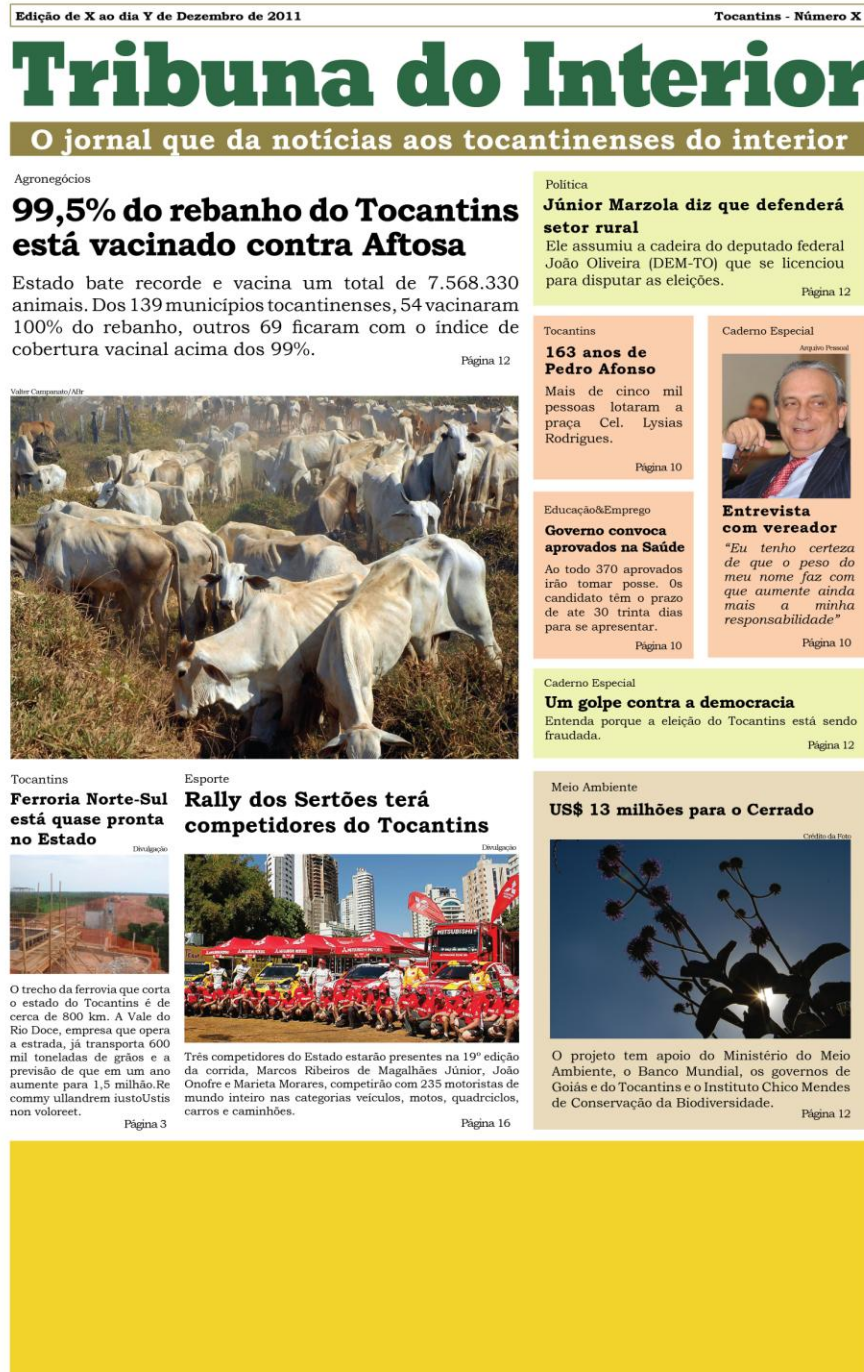 Edição de X ao dia Y de Dezembro de 2011
Tocantins - Número X
Tribuna do Interior
O jornal que da notícias aos tocantinenses do interior
Agronegócios
99,5% do rebanho do Tocantins
está vacinado contra Aftosa
Estado bate recorde e vacina um total de 7.568.330
animais. Dos 139 municípios tocantinenses, 54 vacinaram
100% do rebanho, outros 69 ficaram com o índice de
cobertura vacinal acima dos 99%.
Página 12
Valter Campanato/ABr
Política
Júnior Marzola diz que defenderá
setor rural
Ele assumiu a cadeira do deputado federal
João Oliveira (DEM-TO) que se licenciou
para disputar as eleições.
Página 12
Tocantins
163 anos de
Pedro Afonso
Mais de cinco mil
pessoas lotaram a
praça Cel. Lysias
Rodrigues.
Página 10
Caderno Especial
Arquivo Pessoal
Entrevista
com vereador
"Eu tenho certeza
de que o peso do
meu nome faz com
que aumente ainda
mais a minha
responsabilidade"
Página 10
Educação&Emprego
Governo convoca
aprovados na Saúde
Ao todo 370 aprovados
irão tomar posse. 0s
candidato têm o prazo
de ate 30 trinta dias
para se apresentar.
Página 10
Caderno Especial
Um golpe contra a democracia
Entenda porque a eleição do Tocantins está sendo
fraudada.
Página 12
Tocantins
Ferroria Norte-Sul
está quase pronta
no Estado
Divulgação
O trecho da ferrovia que corta
o estado do Tocantins é de
cerca de 800 km. A Vale do
Rio Doce, empresa que opera
a estrada, já transporta 600
mil toneladas de grãos e a
previsão de que em um ano
aumente para 1,5 milhão.Re
commy ullandrem iustoUstis
non voloreet.
Página 3
Esporte
Rally dos Sertões terá
competidores do Tocantins
Divulgação
MITSUBISHI
Três competidores do Estado estarão presentes na 19º edição
da corrida, Marcos Ribeiros de Magalhães Júnior, João
Onofre e Marieta Morares, competirão com 235 motoristas de
mundo inteiro nas categorias veículos, motos, quadrciclos,
carros e caminhões.
Página 16
Meio Ambiente
US$ 13 milhões para o Cerrado
Crédito da Foto
O projeto tem apoio do Ministério do Meio
Ambiente, o Banco Mundial, os governos de
Goiás e do Tocantins e o Instituto Chico Mendes
de Conservação da Biodiversidade.
Página 12